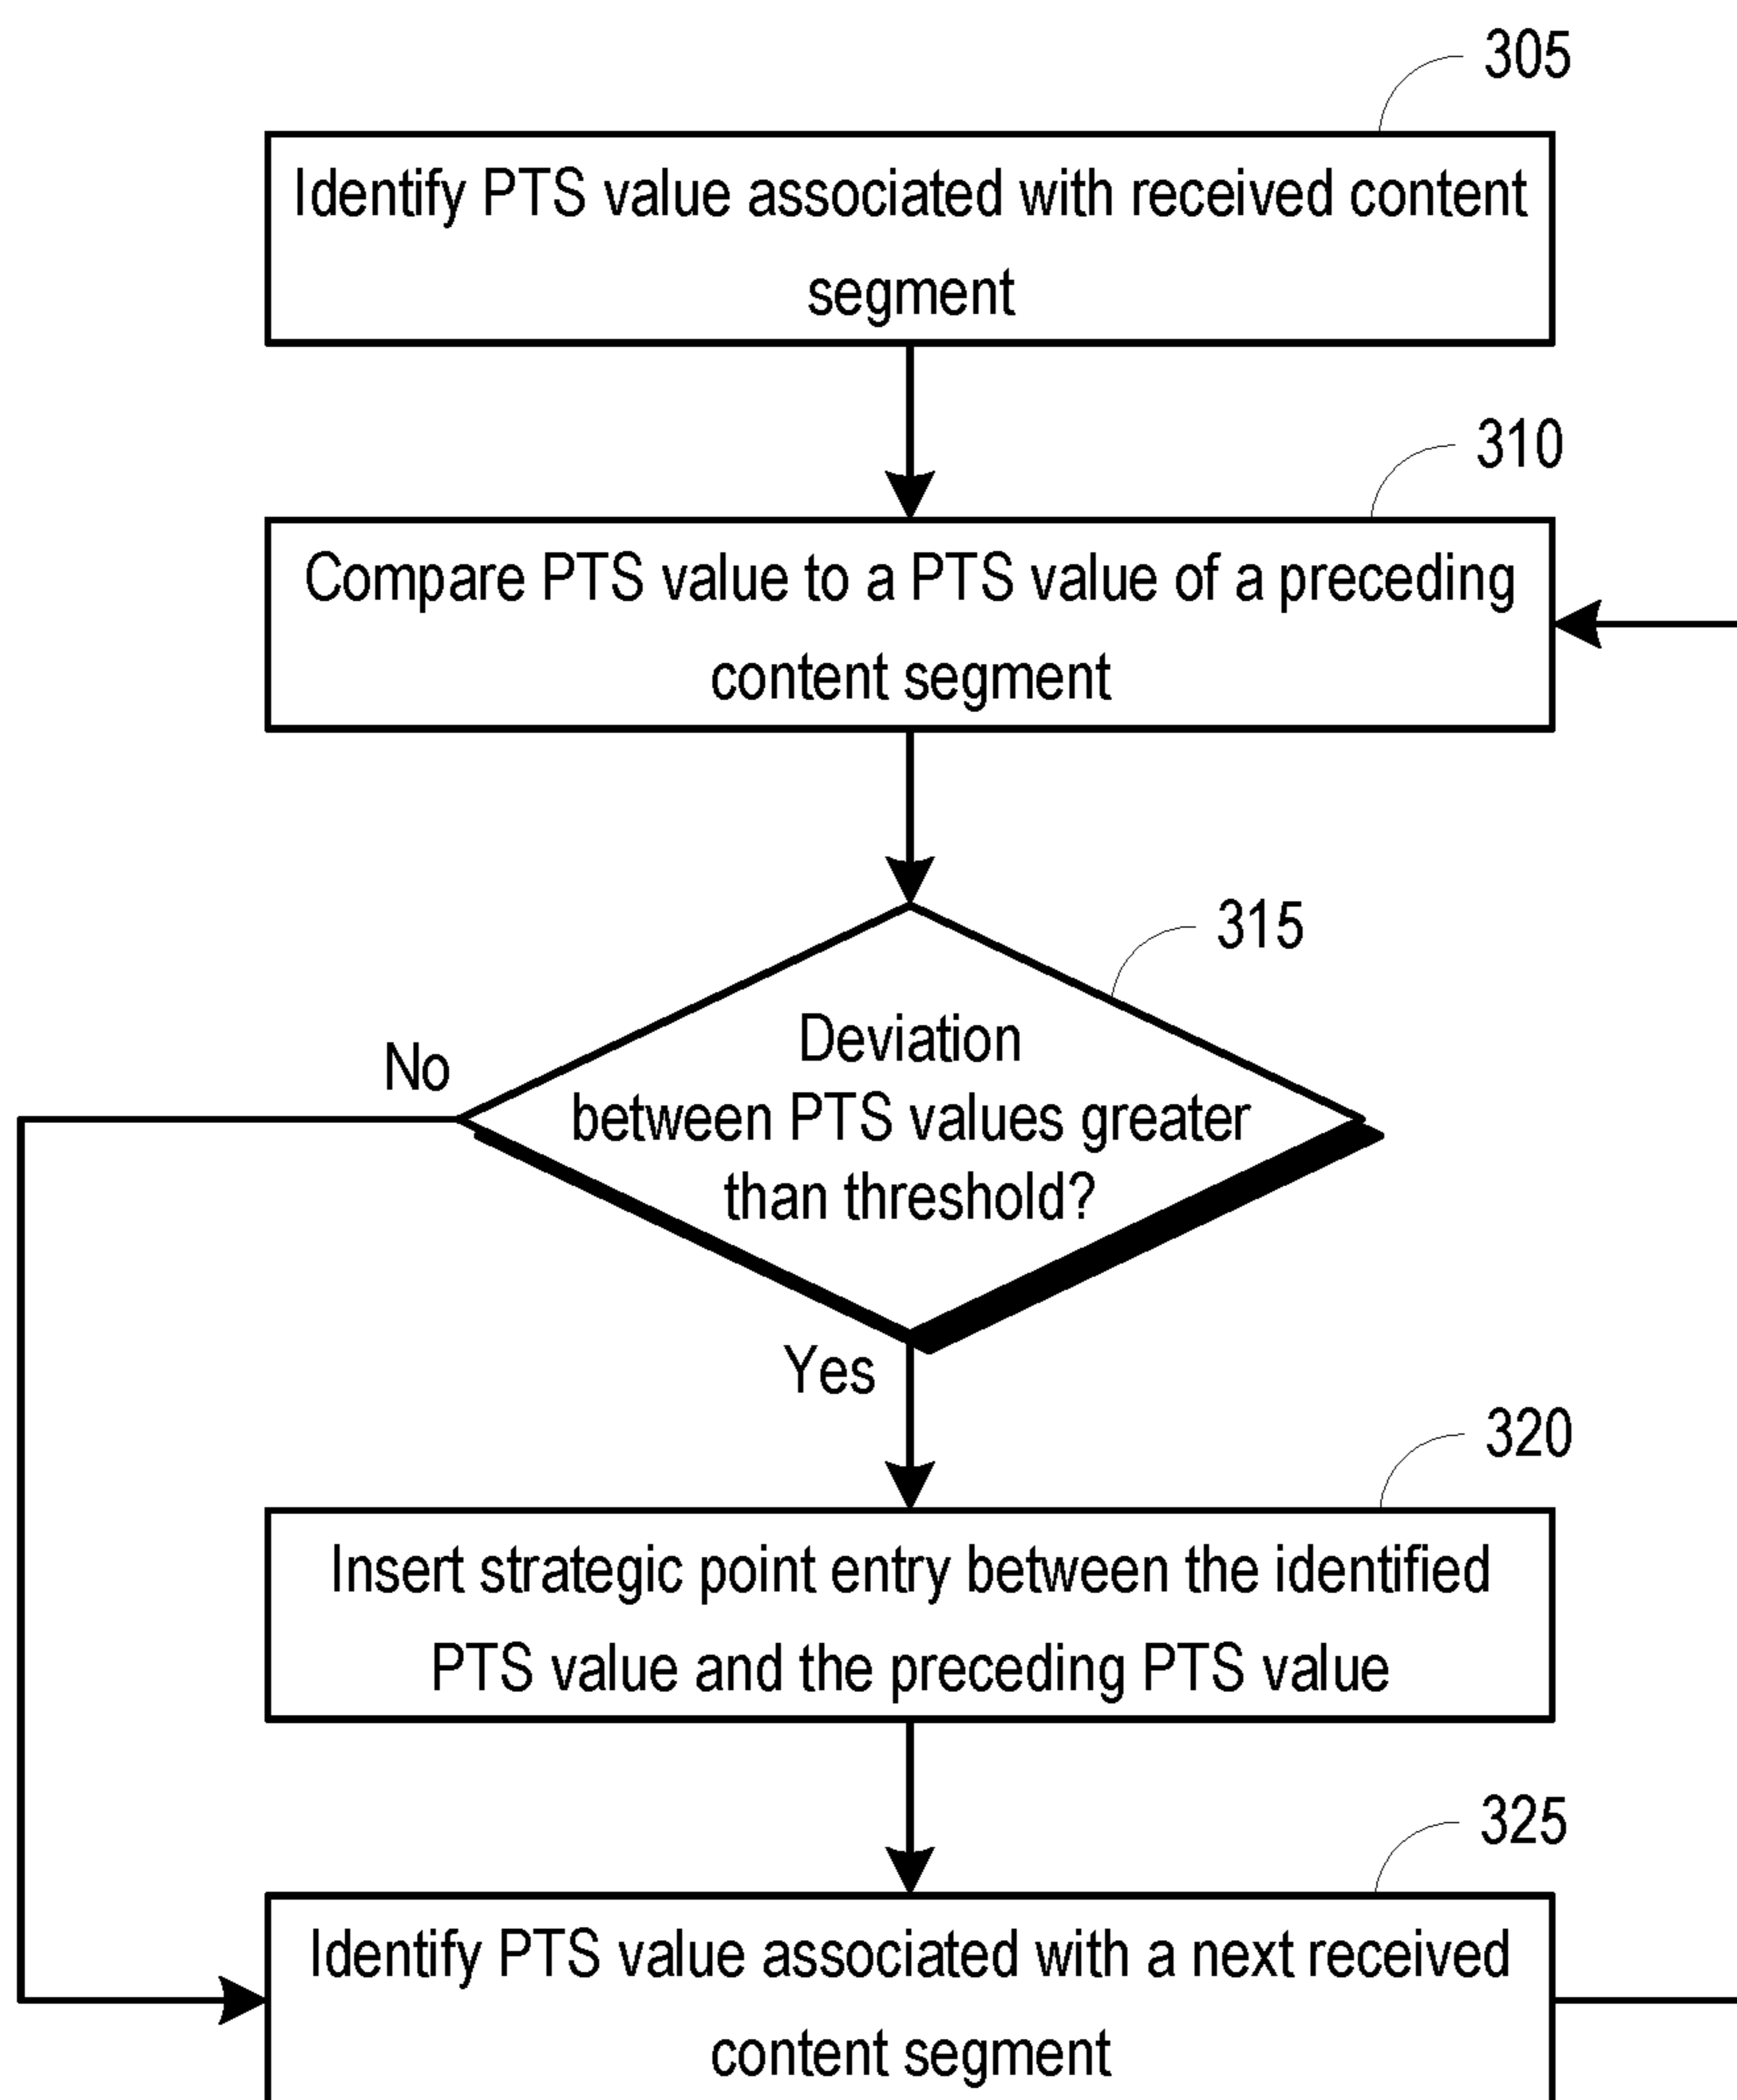 305
Identify PTS value associated with received content
segment
310
Compare PTS value to a PTS value of a preceding
content segment
315
Deviation
between PTS values greater
than threshold?
No
Yes
320
Insert strategic point entry between the identified
PTS value and the preceding PTS value
325
Identify PTS value associated with a next received
content segment